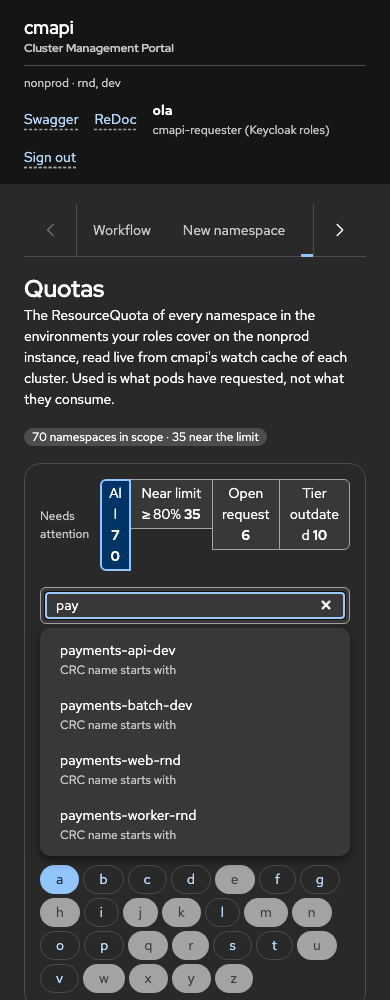 cmapi
Cluster Management Portal
nonprod · rnd, dev
Swagger ReDoc ola
cmapi-requester (Keycloak roles)
Sign out
Workflow New namespace
Quotas
The ResourceQuota of every namespace in the
environments your roles cover on the nonprod
instance, read live from cmapi's watch cache of each
cluster. Used is what pods have requested, not what
they consume.
70 namespaces in scope · 35 near the limit
Needs
attention
Al
l
7
0
Near limit
≥ 80% 35
Open
request
6
Tier
outdate
d 10
pay
payments-api-dev
CRC name starts with
payments-batch-dev
CRC name starts with
payments-web-rnd
CRC name starts with
payments-worker-rnd
CRC name starts with
a b c d e f g
h i j k l m n
o p q r s t u
v w x y z